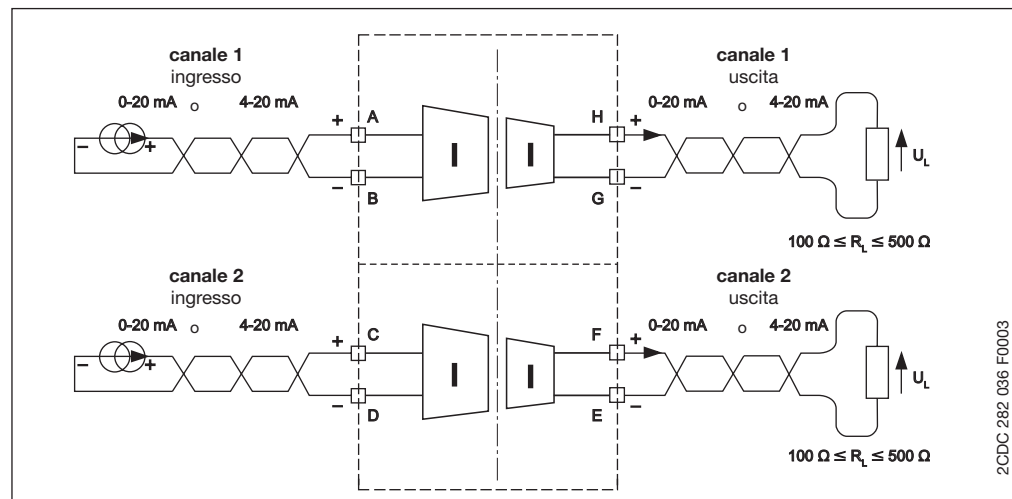 canale 1
ingresso
0-20 mA o 4-20 mA
canale 1
uscita
0-20 mA o 4-20 mA
+ A H +
- + I I U_L
- B G -
100 Ω ≤ R_L ≤ 500 Ω
canale 2
ingresso
0-20 mA o 4-20 mA
canale 2
uscita
0-20 mA o 4-20 mA
+ C F +
- + I I U_L
- D E -
100 Ω ≤ R_L ≤ 500 Ω
2CDC 282 036 F0003